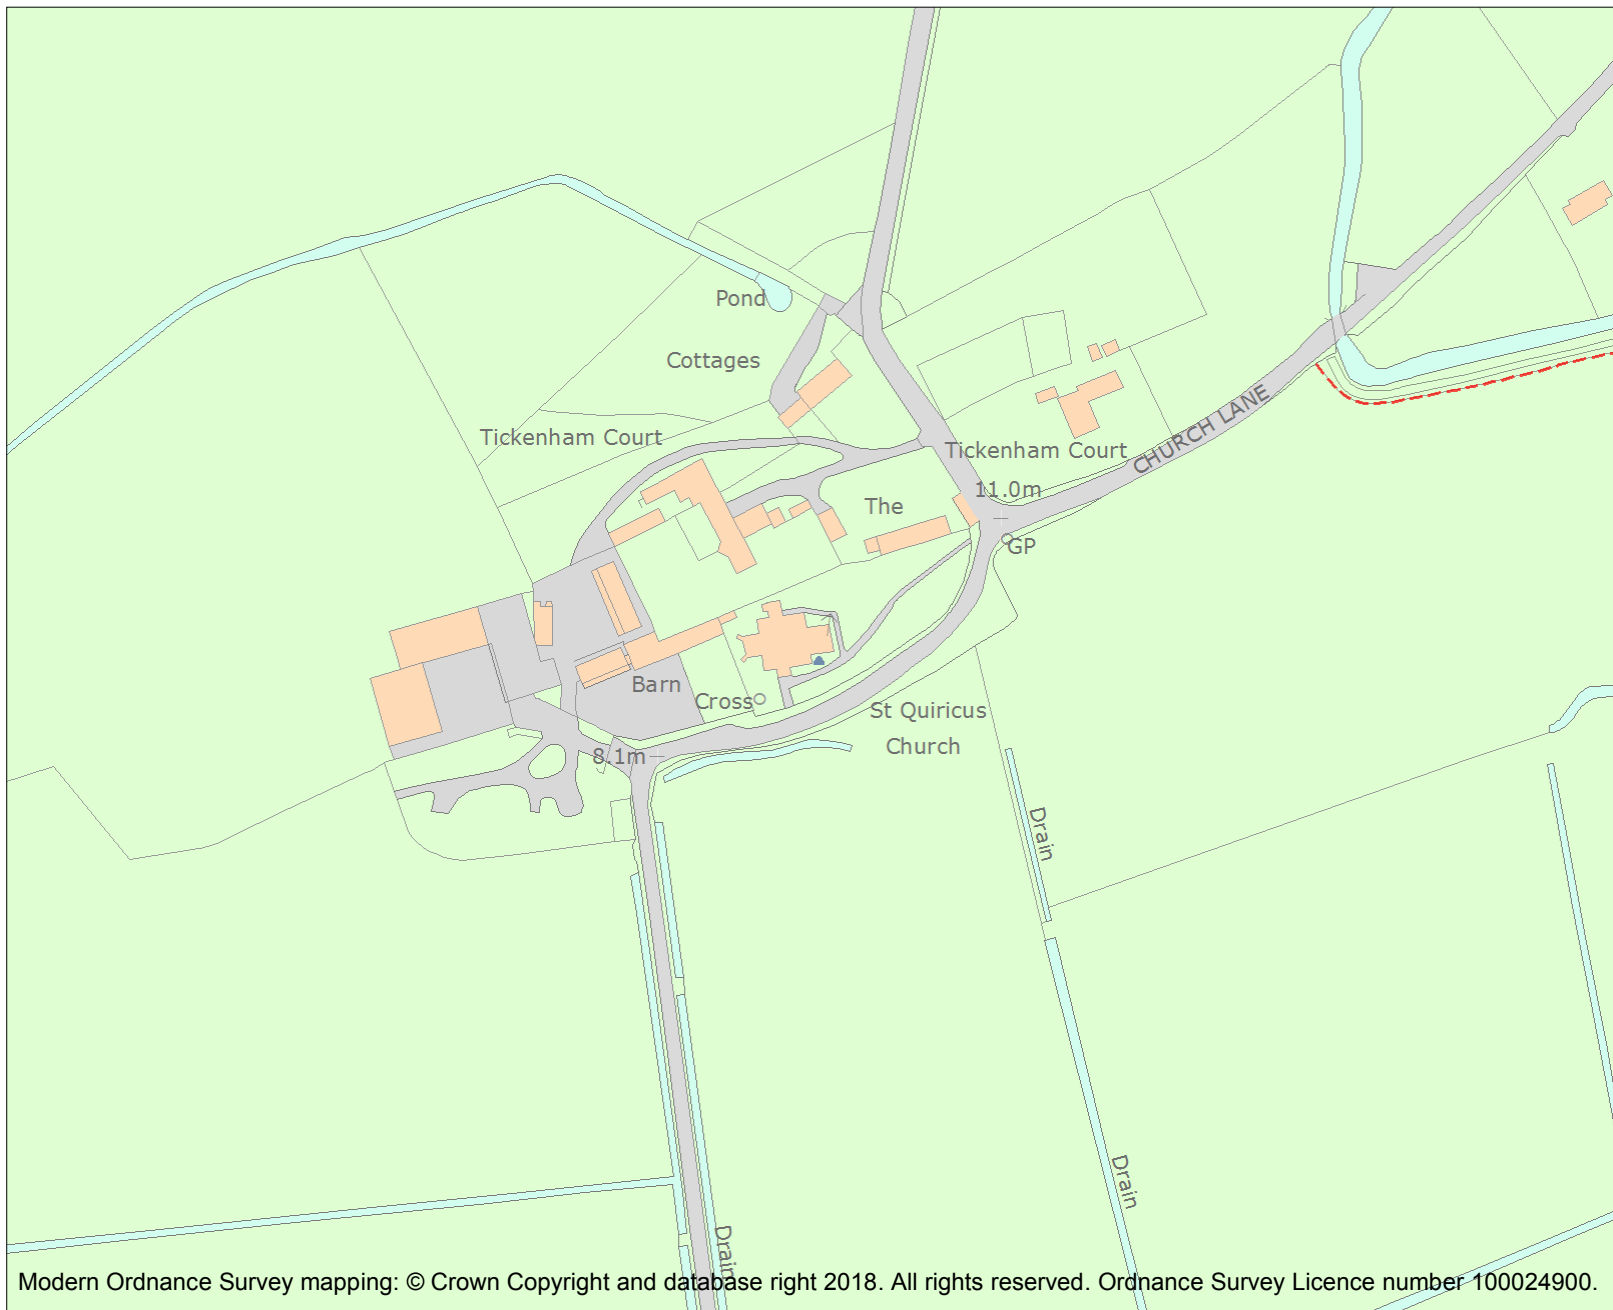 Pond
Cottages
CHURCH LANE
Tickenham Court
Tickenham Court
11.0m
The
GP
Barn
Cross
St Quiricus
Church
8.1m
Drain
Drain
Drain
Modern Ordnance Survey mapping: © Crown Copyright and database right 2018. All rights reserved. Ordnance Survey Licence number 100024900.